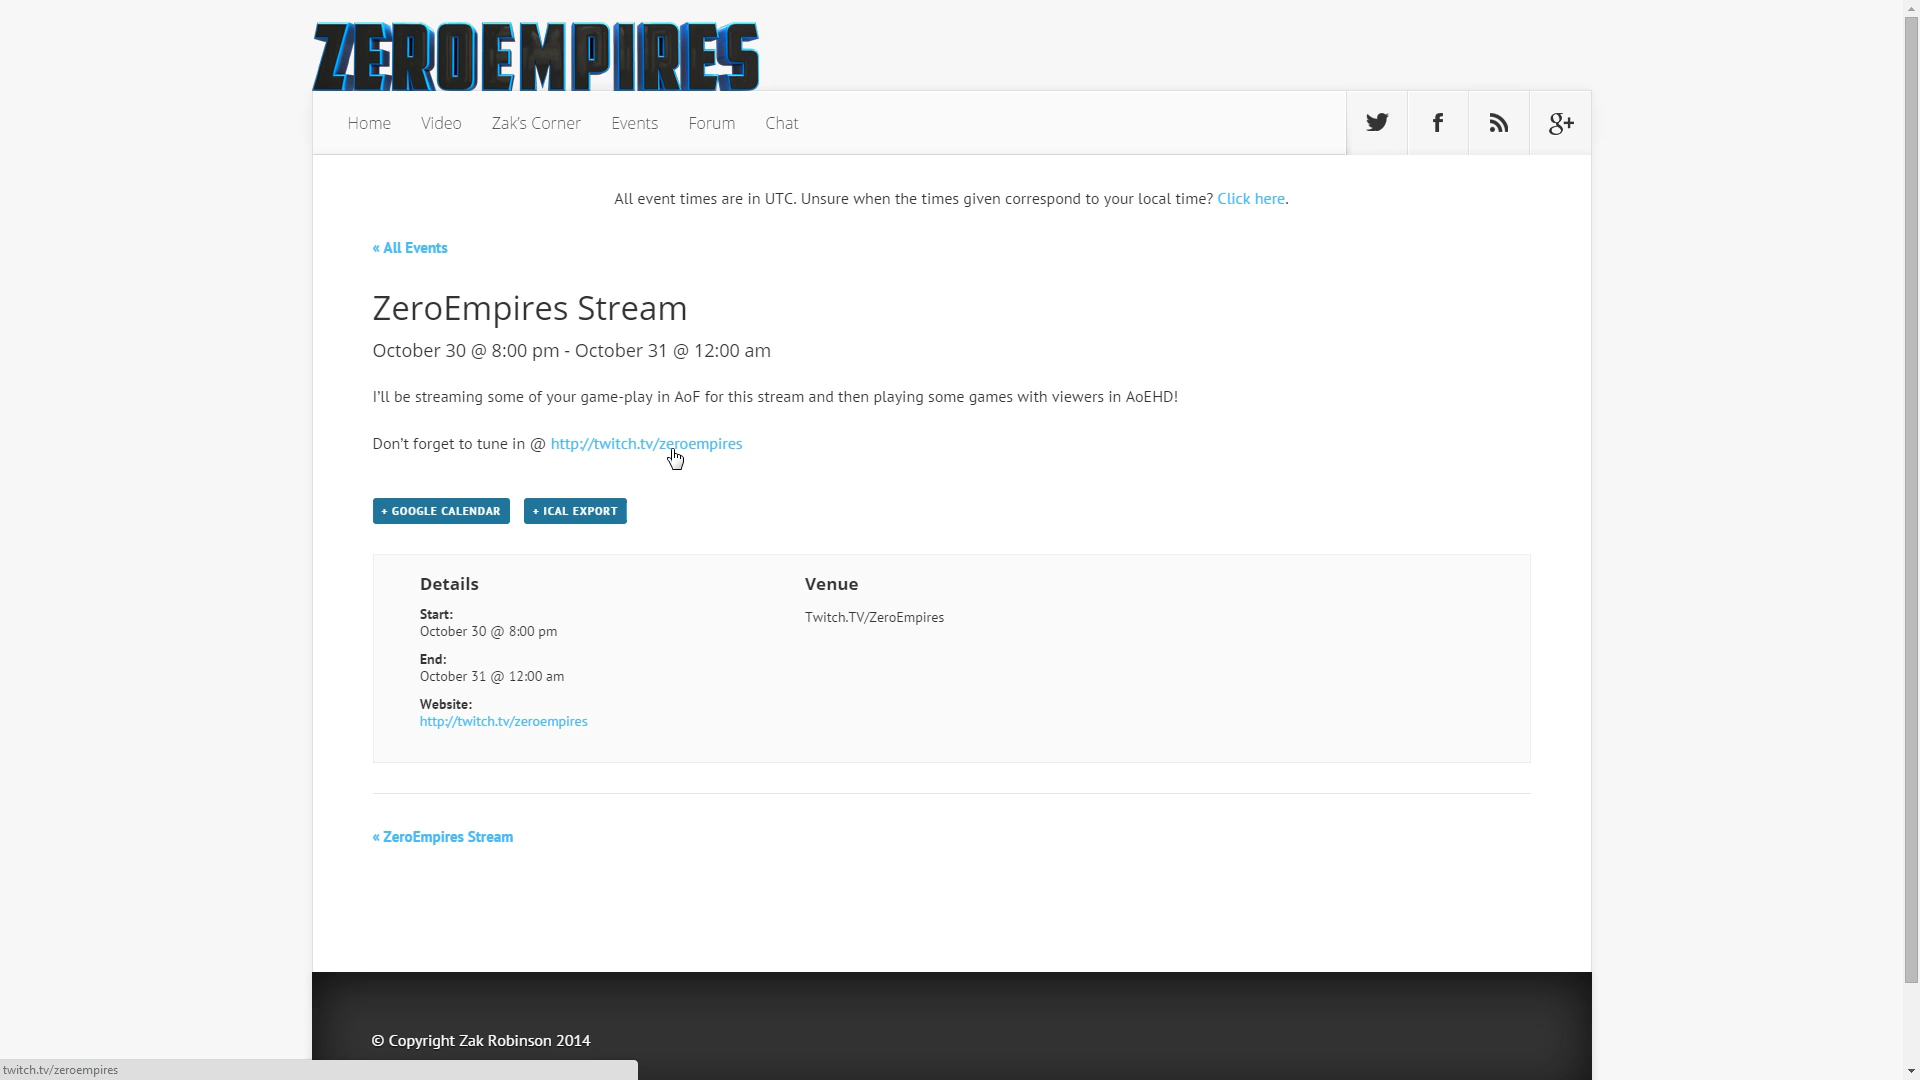 ZEROEMPIRES
Home Video Zak's Corner Events Forum Chat
All event times are in UTC. Unsure when the times given correspond to your local time? Click here.
« All Events
ZeroEmpires Stream
October 30 @ 8:00 pm - October 31 @ 12:00 am
I'll be streaming some of your game-play in AoF for this stream and then playing some games with viewers in AoEHD!
Don't forget to tune in @ http://twitch.tv/zeroempires
+ GOOGLE CALENDAR + ICAL EXPORT
Details
Start:
October 30 @ 8:00 pm
End:
October 31 @ 12:00 am
Website:
http://twitch.tv/zeroempires
Venue
Twitch.TV/ZeroEmpires
« ZeroEmpires Stream
© Copyright Zak Robinson 2014
twitch.tv/zeroempires